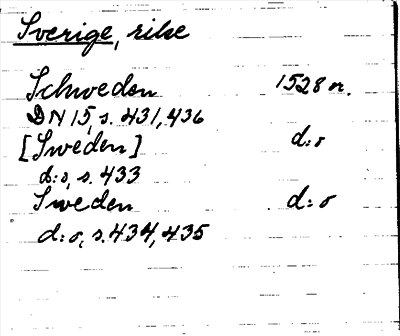 Sverige, rike
Schweden 1528 n.
DN 15, s. 431, 436
[Sweden] d:o
d:o, s. 433
Sweden d:o
d:o, s. 434, 435